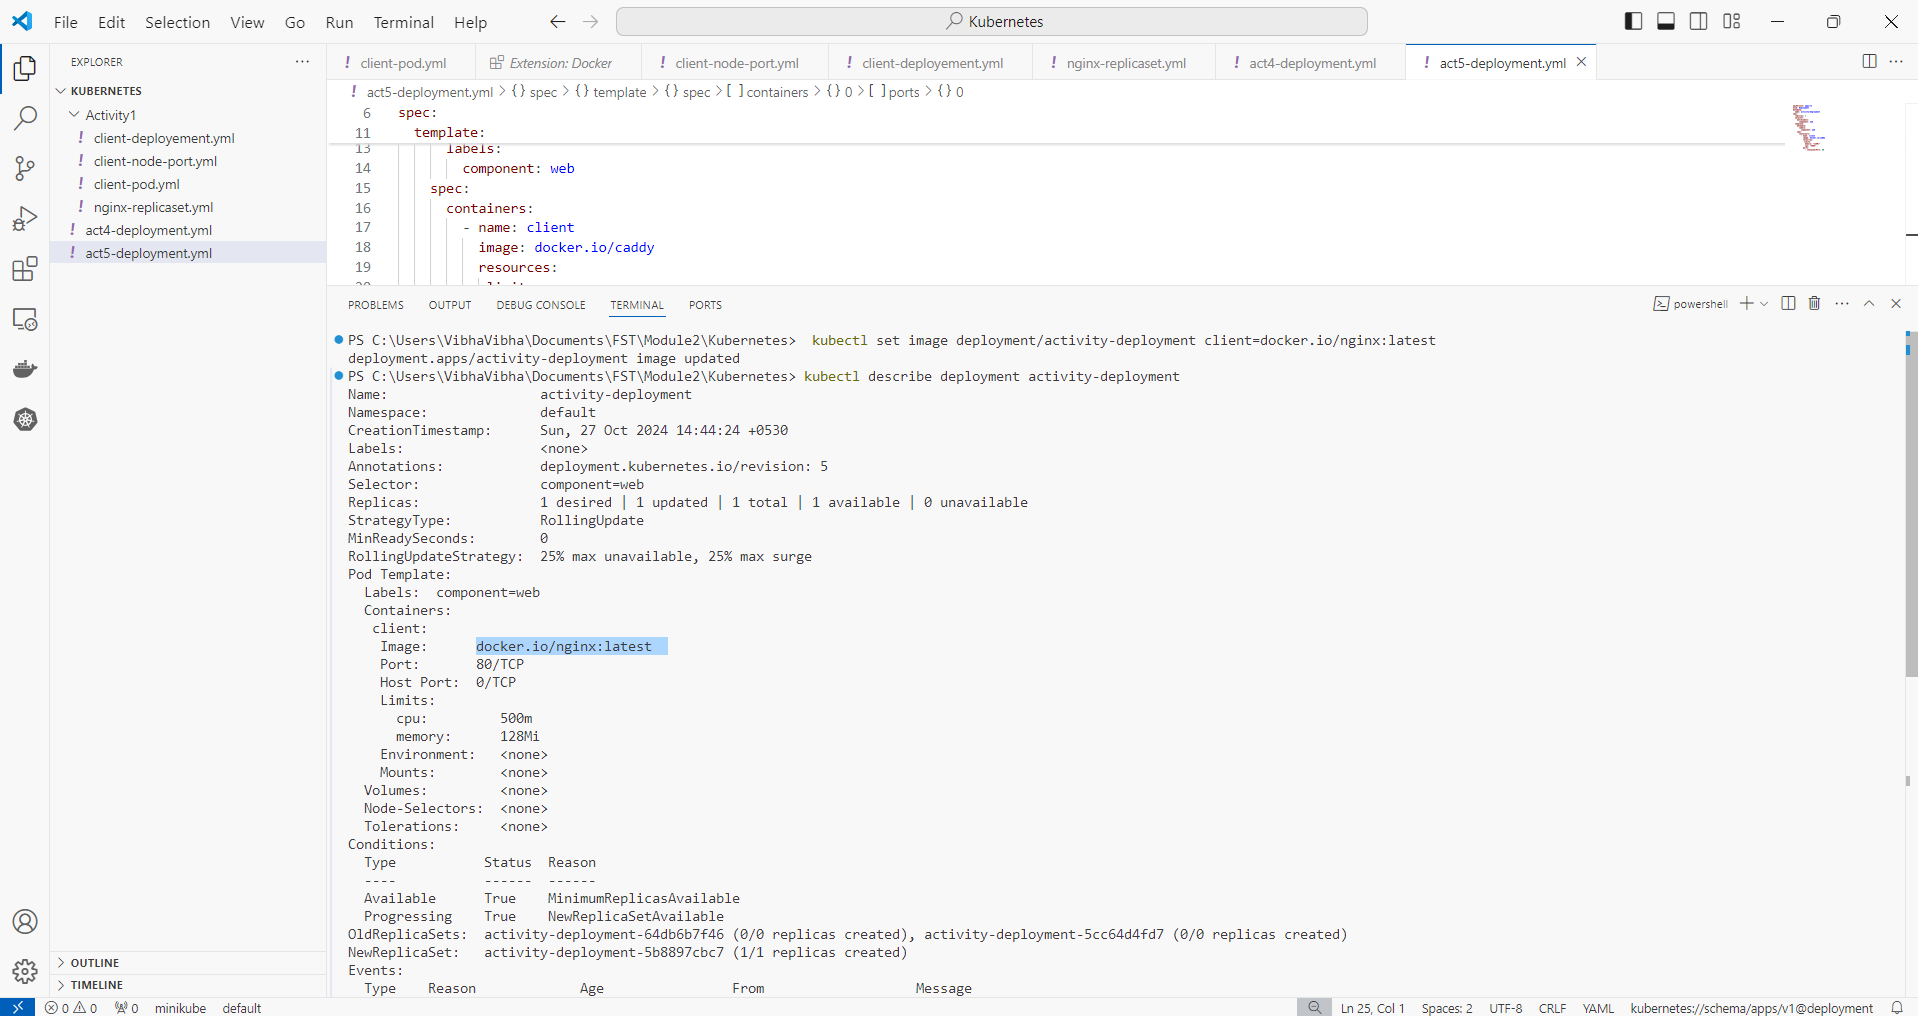 File Edit Selection View Go Run Terminal Help
Kubernetes
EXPLORER
KUBERNETES
Activity1
client-deployement.yml
client-node-port.yml
client-pod.yml
nginx-replicaset.yml
act4-deployment.yml
act5-deployment.yml
OUTLINE
TIMELINE
client-pod.yml Extension: Docker client-node-port.yml client-deployement.yml nginx-replicaset.yml act4-deployment.yml act5-deployment.yml
act5-deployment.yml > {} spec > {} template > {} spec > [ ] containers > {} 0 > [ ] ports > {} 0
6 spec:
11 template:
13 labels:
14 component: web
15 spec:
16 containers:
17 - name: client
18 image: docker.io/caddy
19 resources:
PROBLEMS OUTPUT DEBUG CONSOLE TERMINAL PORTS
powershell
PS C:\Users\VibhaVibha\Documents\FST\Module2\Kubernetes> kubectl set image deployment/activity-deployment client=docker.io/nginx:latest
deployment.apps/activity-deployment image updated
PS C:\Users\VibhaVibha\Documents\FST\Module2\Kubernetes> kubectl describe deployment activity-deployment
Name: activity-deployment
Namespace: default
CreationTimestamp: Sun, 27 Oct 2024 14:44:24 +0530
Labels: <none>
Annotations: deployment.kubernetes.io/revision: 5
Selector: component=web
Replicas: 1 desired | 1 updated | 1 total | 1 available | 0 unavailable
StrategyType: RollingUpdate
MinReadySeconds: 0
RollingUpdateStrategy: 25% max unavailable, 25% max surge
Pod Template:
Labels: component=web
Containers:
client:
Image: docker.io/nginx:latest
Port: 80/TCP
Host Port: 0/TCP
Limits:
cpu: 500m
memory: 128Mi
Environment: <none>
Mounts: <none>
Volumes: <none>
Node-Selectors: <none>
Tolerations: <none>
Conditions:
Type Status Reason
---- ------ ------
Available True MinimumReplicasAvailable
Progressing True NewReplicaSetAvailable
OldReplicaSets: activity-deployment-64db6b7f46 (0/0 replicas created), activity-deployment-5cc64d4fd7 (0/0 replicas created)
NewReplicaSet: activity-deployment-5b8897cbc7 (1/1 replicas created)
Events:
Type Reason Age From Message
0 0 0 minikube default
Ln 25, Col 1 Spaces: 2 UTF-8 CRLF YAML kubernetes://schema/apps/v1@deployment